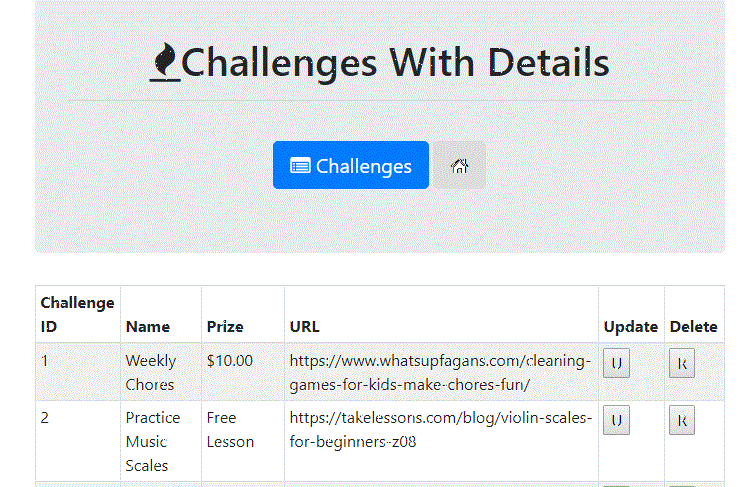 Challenges With Details
Challenges
Challenge
ID Name Prize URL Update Delete
1 Weekly $10.00 https://www.whatsupfagans.com/cleaning- U R
Chores games-for-kids-make-chores-fun/
2 Practice Free https://takelessons.com/blog/violin-scales- U R
Music Lesson for-beginners-z08
Scales